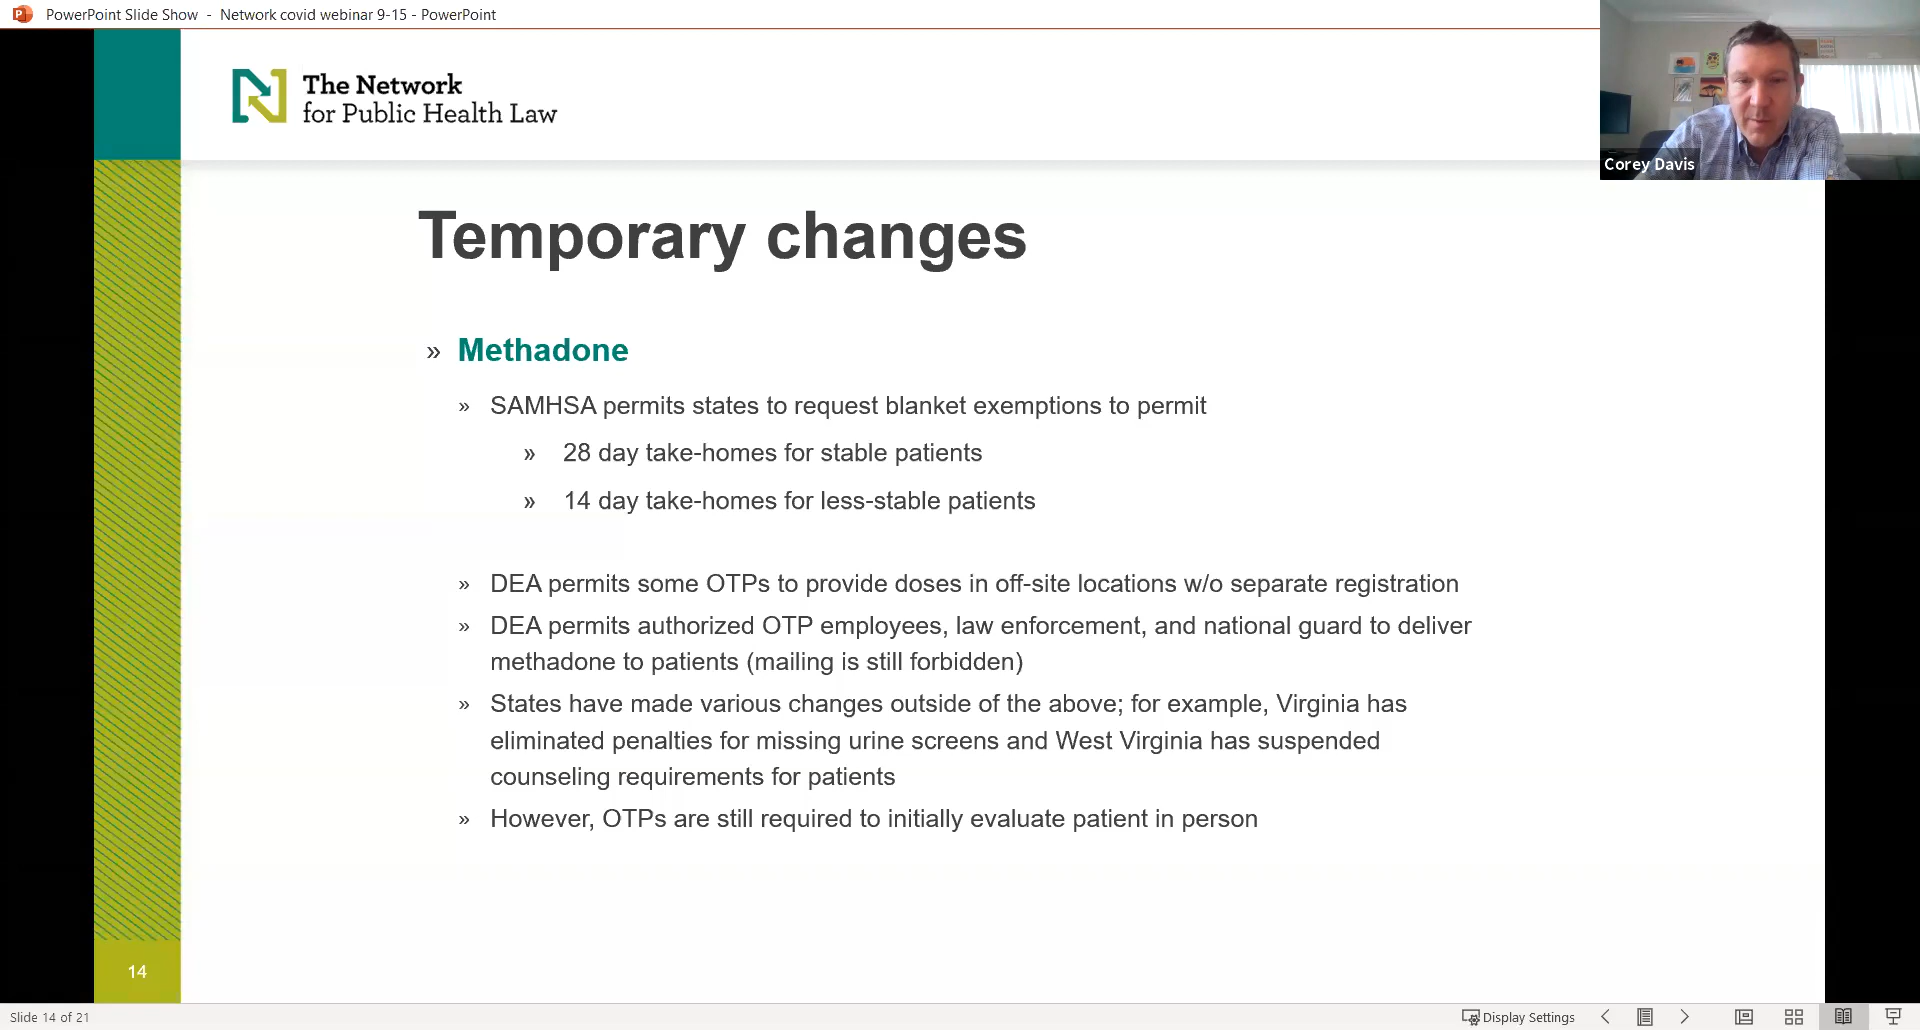 PowerPoint Slide Show - Network covid webinar 9-15 - PowerPoint
The Network
for Public Health Law
Corey Davis
Temporary changes
» Methadone
» SAMHSA permits states to request blanket exemptions to permit
» 28 day take-homes for stable patients
» 14 day take-homes for less-stable patients
» DEA permits some OTPs to provide doses in off-site locations w/o separate registration
» DEA permits authorized OTP employees, law enforcement, and national guard to deliver
methadone to patients (mailing is still forbidden)
» States have made various changes outside of the above; for example, Virginia has
eliminated penalties for missing urine screens and West Virginia has suspended
counseling requirements for patients
» However, OTPs are still required to initially evaluate patient in person
14
Slide 14 of 21
Display Settings